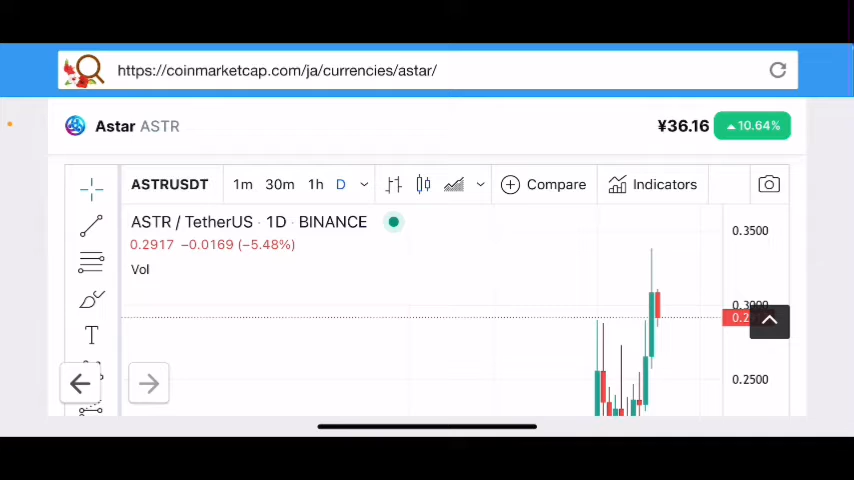 https://coinmarketcap.com/ja/currencies/astar/
Astar ASTR
¥36.16 10.64%
ASTRUSDT 1m 30m 1h D Compare Indicators
ASTR / TetherUS · 1D · BINANCE
0.2917 −0.0169 (−5.48%)
Vol
0.3500
0.3000
0.2500
T